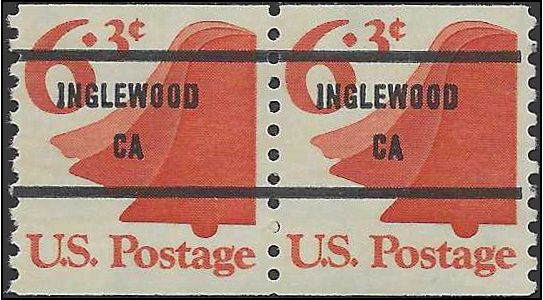 6.3¢
INGLEWOOD
CA
U.S. Postage
6.3¢
INGLEWOOD
CA
U.S. Postage